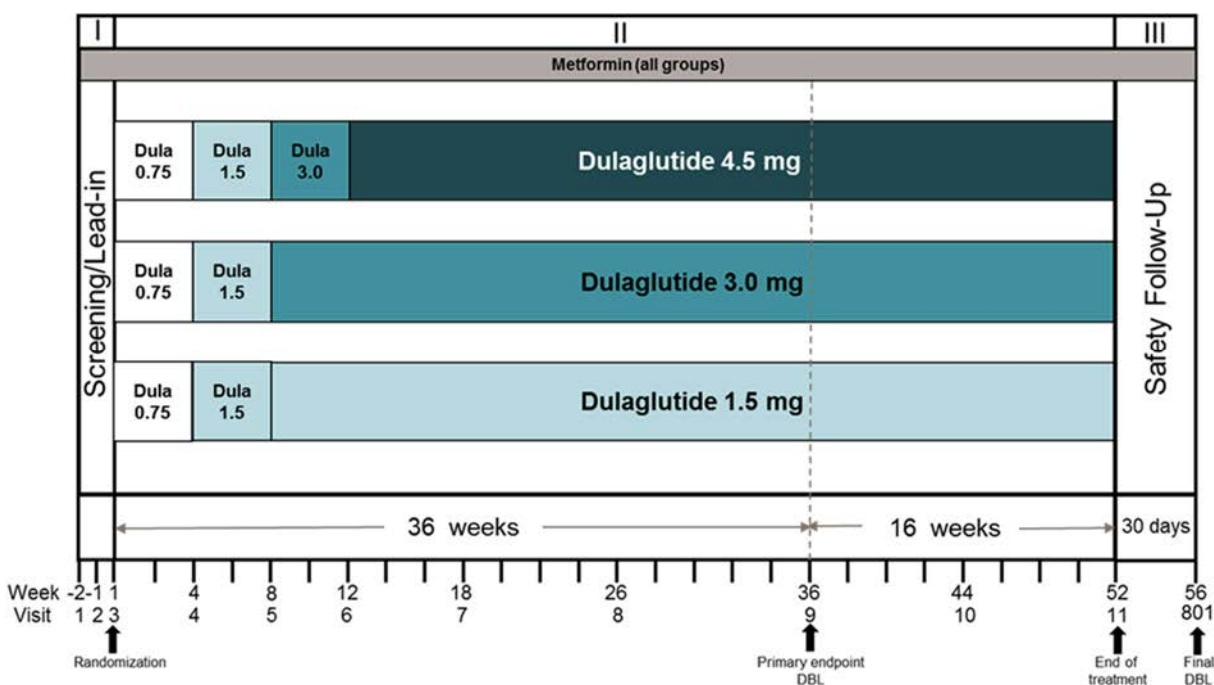 I II III
Metformin (all groups)
Screening/Lead-in
Dula
0.75
Dula
1.5
Dula
3.0
Dulaglutide 4.5 mg
Dula
0.75
Dula
1.5
Dulaglutide 3.0 mg
Dula
0.75
Dula
1.5
Dulaglutide 1.5 mg
Safety Follow-Up
36 weeks 16 weeks 30 days
Week -2 -1 1 4 8 12 18 26 36 44 52 56
Visit 1 2 3 4 5 6 7 8 9 10 11 801
Randomization
Primary endpoint
DBL
End of
treatment
Final
DBL